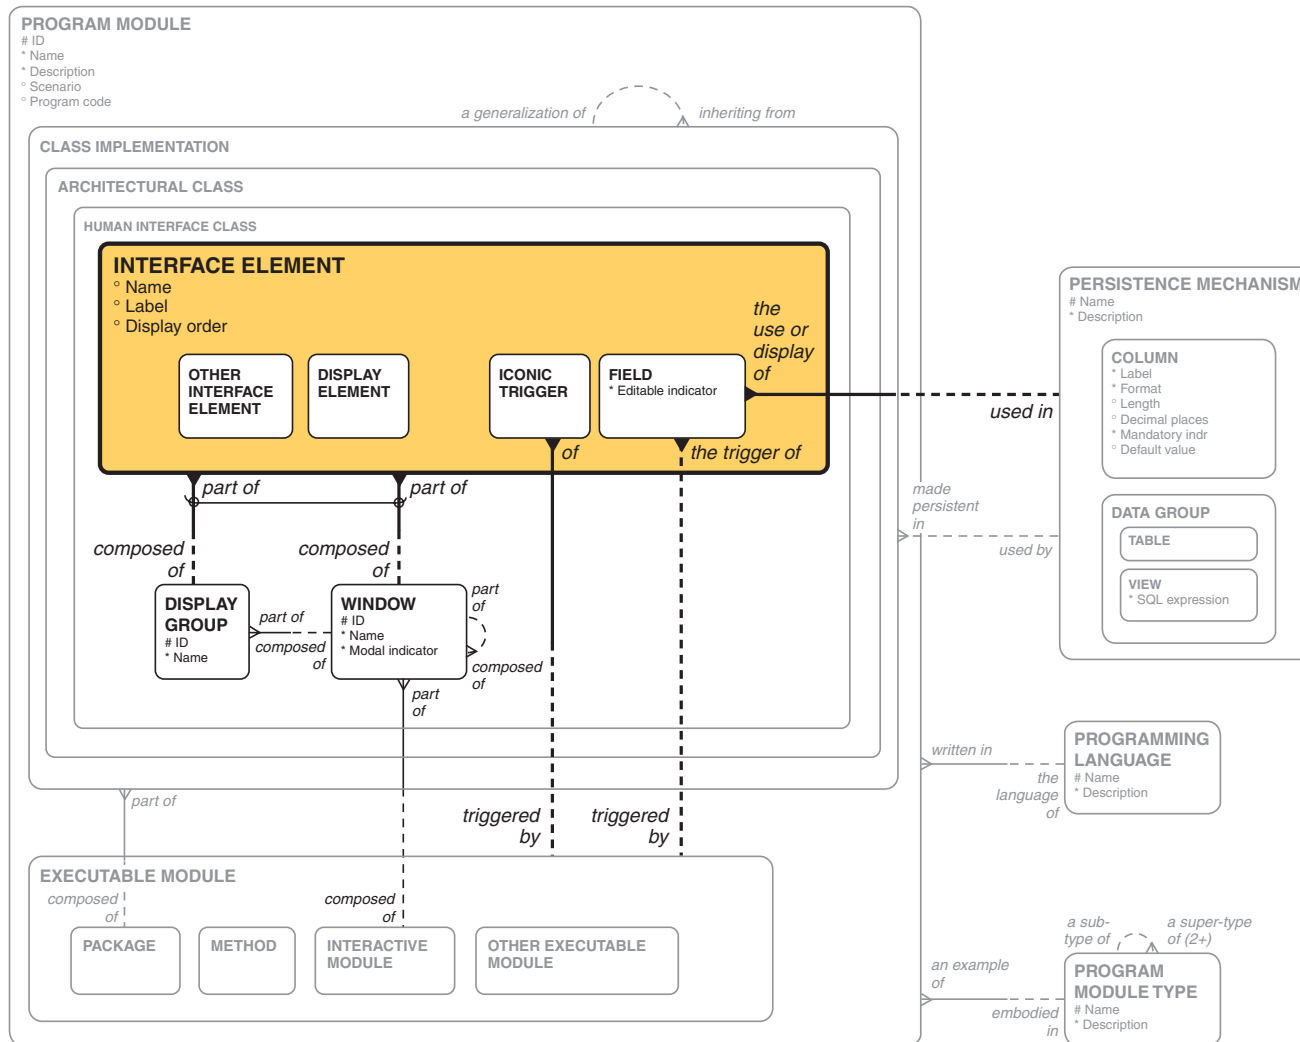 PROGRAM MODULE
# ID
* Name
* Description
° Scenario
° Program code
a generalization of
inheriting from
CLASS IMPLEMENTATION
ARCHITECTURAL CLASS
HUMAN INTERFACE CLASS
INTERFACE ELEMENT
° Name
° Label
° Display order
the
use or
display
of
OTHER
INTERFACE
ELEMENT
DISPLAY
ELEMENT
ICONIC
TRIGGER
FIELD
* Editable indicator
of
the trigger of
used in
PERSISTENCE MECHANISM
# Name
* Description
COLUMN
* Label
* Format
° Length
° Decimal places
* Mandatory indr
° Default value
DATA GROUP
TABLE
VIEW
* SQL expression
made
persistent
in
used by
part of
part of
composed
of
composed
of
DISPLAY
GROUP
# ID
* Name
part of
composed
of
WINDOW
# ID
* Name
* Modal indicator
part
of
composed
of
part
of
PROGRAMMING
LANGUAGE
# Name
* Description
written in
the
language
of
part of
triggered
by
triggered
by
EXECUTABLE MODULE
composed
of
composed
of
PACKAGE
METHOD
INTERACTIVE
MODULE
OTHER EXECUTABLE
MODULE
a sub-
type of
a super-type
of (2+)
an example
of
embodied
in
PROGRAM
MODULE TYPE
# Name
* Description